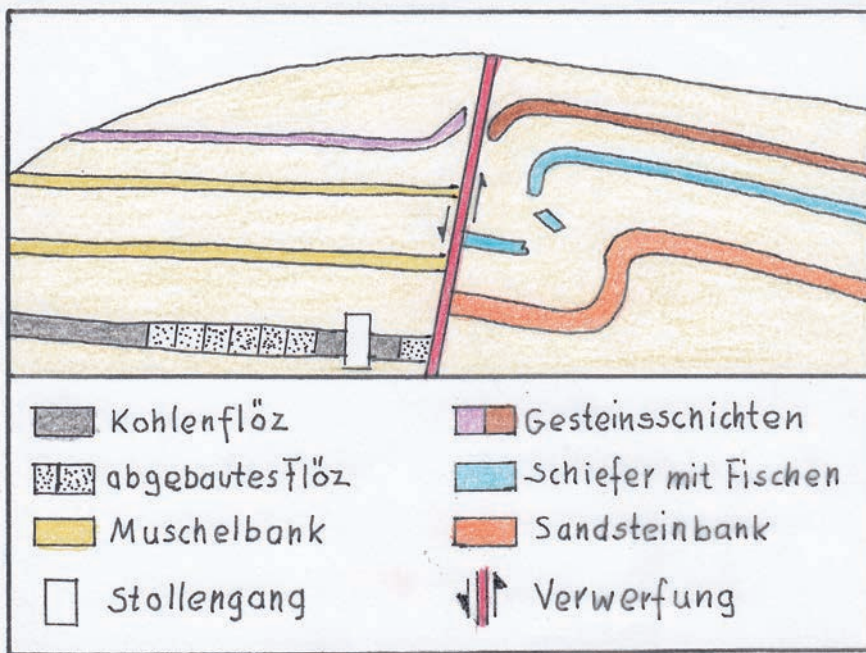 Kohlenflöz
abgebautes Flöz
Muschelbank
Stollengang
Gesteinsschichten
Schiefer mit Fischen
Sandsteinbank
Verwerfung